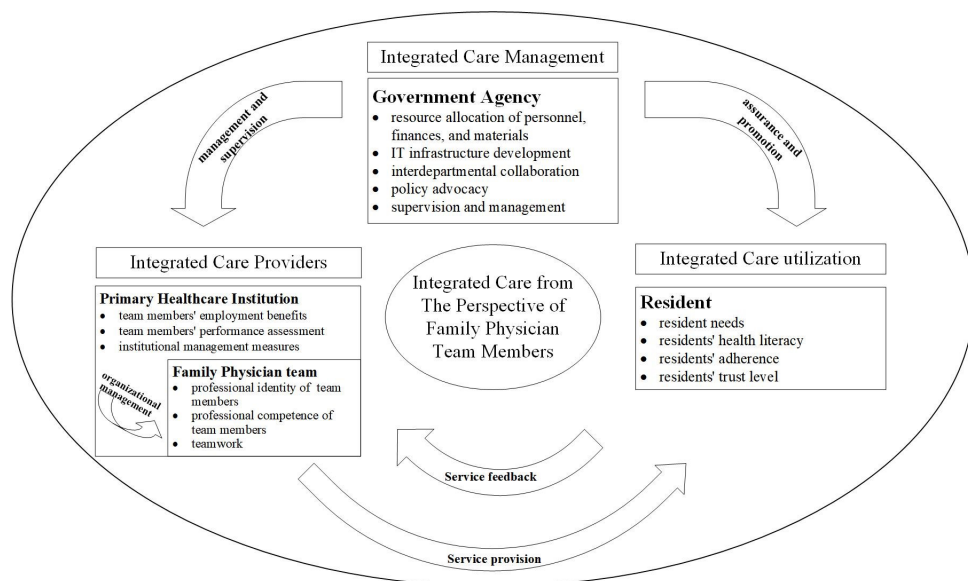 Integrated Care Management
Government Agency
● resource allocation of personnel,
finances, and materials
● IT infrastructure development
● interdepartmental collaboration
● policy advocacy
● supervision and management
management and
supervision
assurance and
promotion
Integrated Care Providers
Primary Healthcare Institution
● team members' employment benefits
● team members' performance assessment
● institutional management measures
organizational
management
Family Physician team
● professional identity of team
members
● professional competence of
team members
● teamwork
Integrated Care from
The Perspective of
Family Physician
Team Members
Integrated Care utilization
Resident
● resident needs
● residents' health literacy
● residents' adherence
● residents' trust level
Service feedback
Service provision